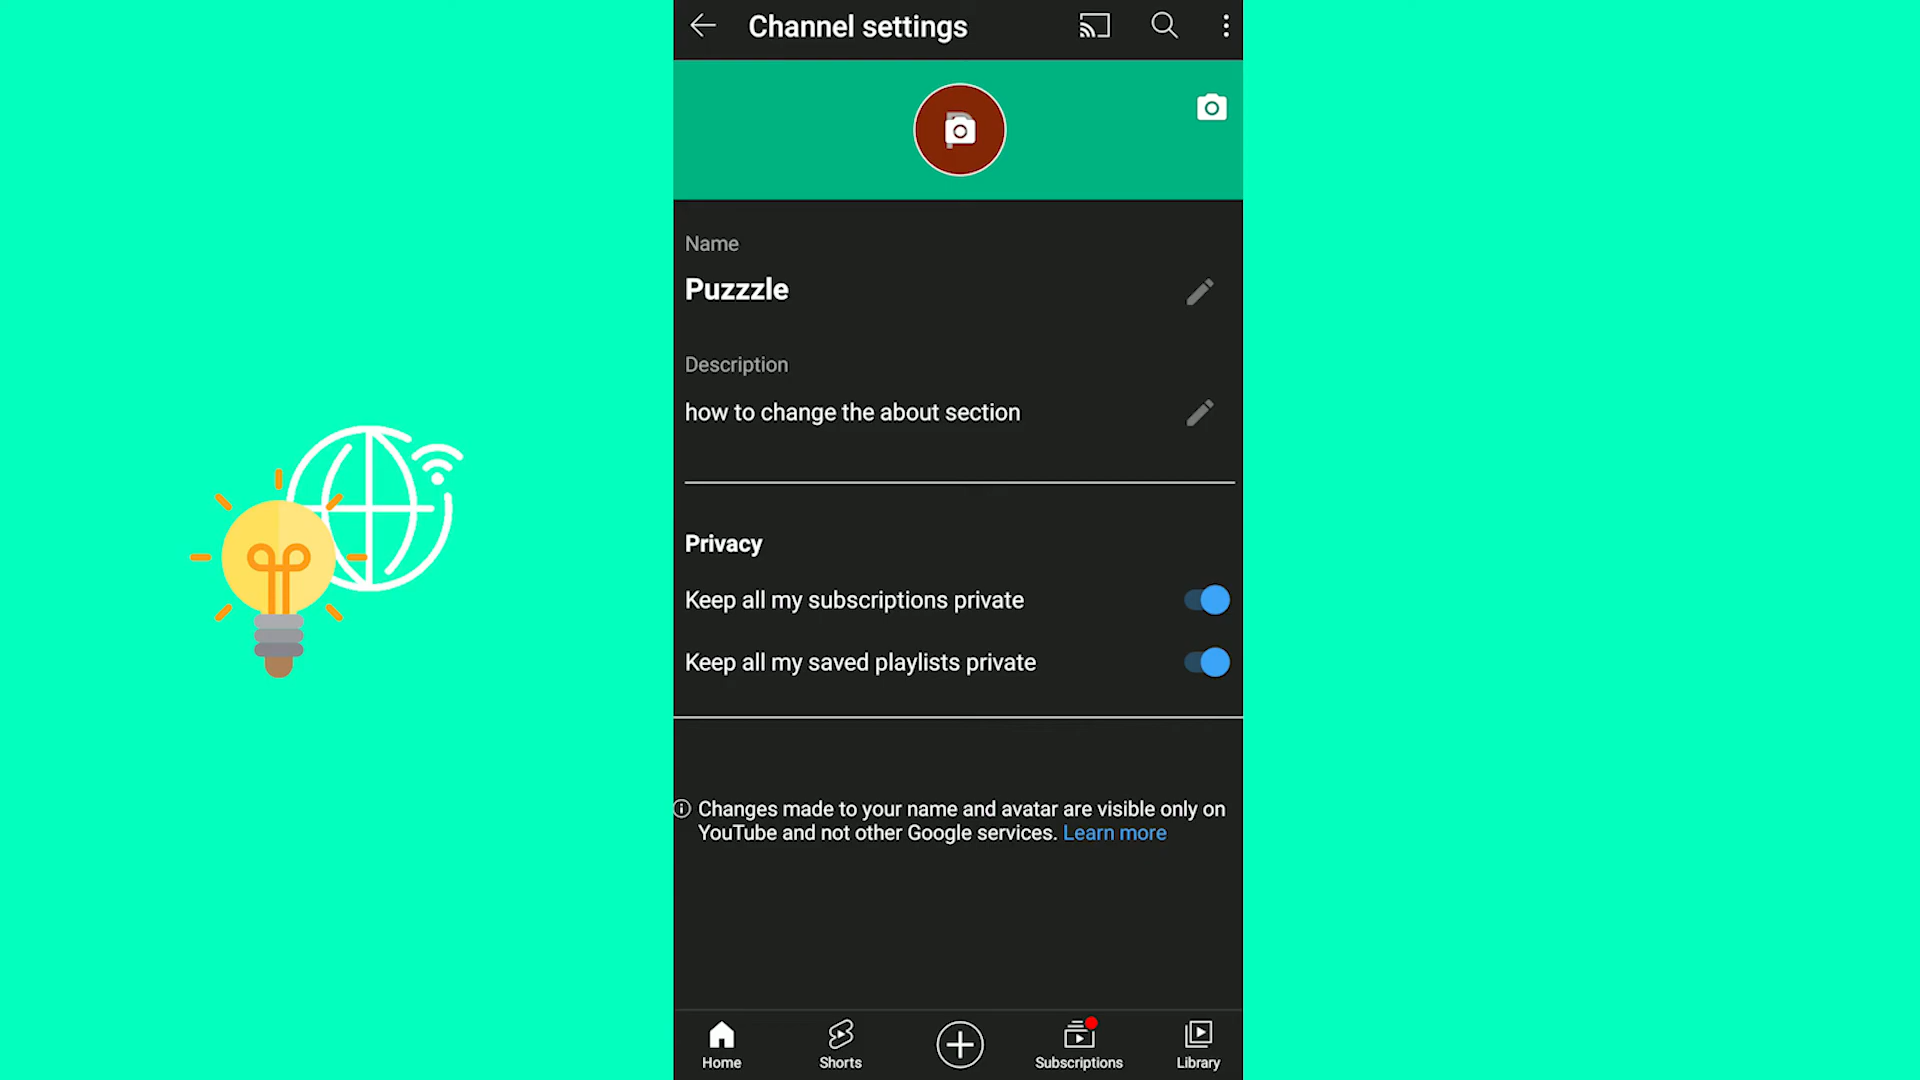 Channel settings
Name
Puzzzle
Description
how to change the about section
Privacy
Keep all my subscriptions private
Keep all my saved playlists private
Changes made to your name and avatar are visible only on
YouTube and not other Google services. Learn more
Home
Shorts
Subscriptions
Library